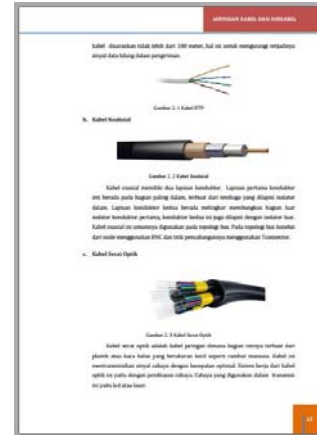 JARINGAN KABEL DAN NIRKABEL
kabel disarankan tidak lebih dari 100 meter, hal ini untuk mengurangi terjadinya
sinyal data hilang dalam pengiriman.
Gambar 2. 1 Kabel UTP
b. Kabel Koaksial
Gambar 2. 2 Kabel Koaksial
Kabel coaxial memiliki dua lapisan konduktor. Lapisan pertama konduktor
inti berada pada bagian paling dalam, terbuat dari tembaga yang dilapisi isolator
dalam. Lapisan konduktor kedua berada melingkar membungkus bagian luar
isolator konduktor pertama, konduktor kedua ini juga dilapisi dengan isolator luar.
Kabel coaxial ini umumnya digunakan pada topologi bus. Pada topologi bus koneksi
dari node menggunakan BNC dan titik percabangannya menggunakan Tconnector.
c. Kabel Serat Optik
Gambar 2. 3 Kabel Serat Optik
Kabel serat optik adalah kabel jaringan dimana bagian intinya terbuat dari
plastik atau kaca halus yang berukuran kecil seperti rambut manusia. Kabel ini
mentransmisikan sinyal cahaya dengan kecepatan optimal. Sistem kerja dari kabel
optik ini yaitu dengan pembiasan cahaya. Cahaya yang digunakan dalam transmisi
ini yaitu led atau laser.